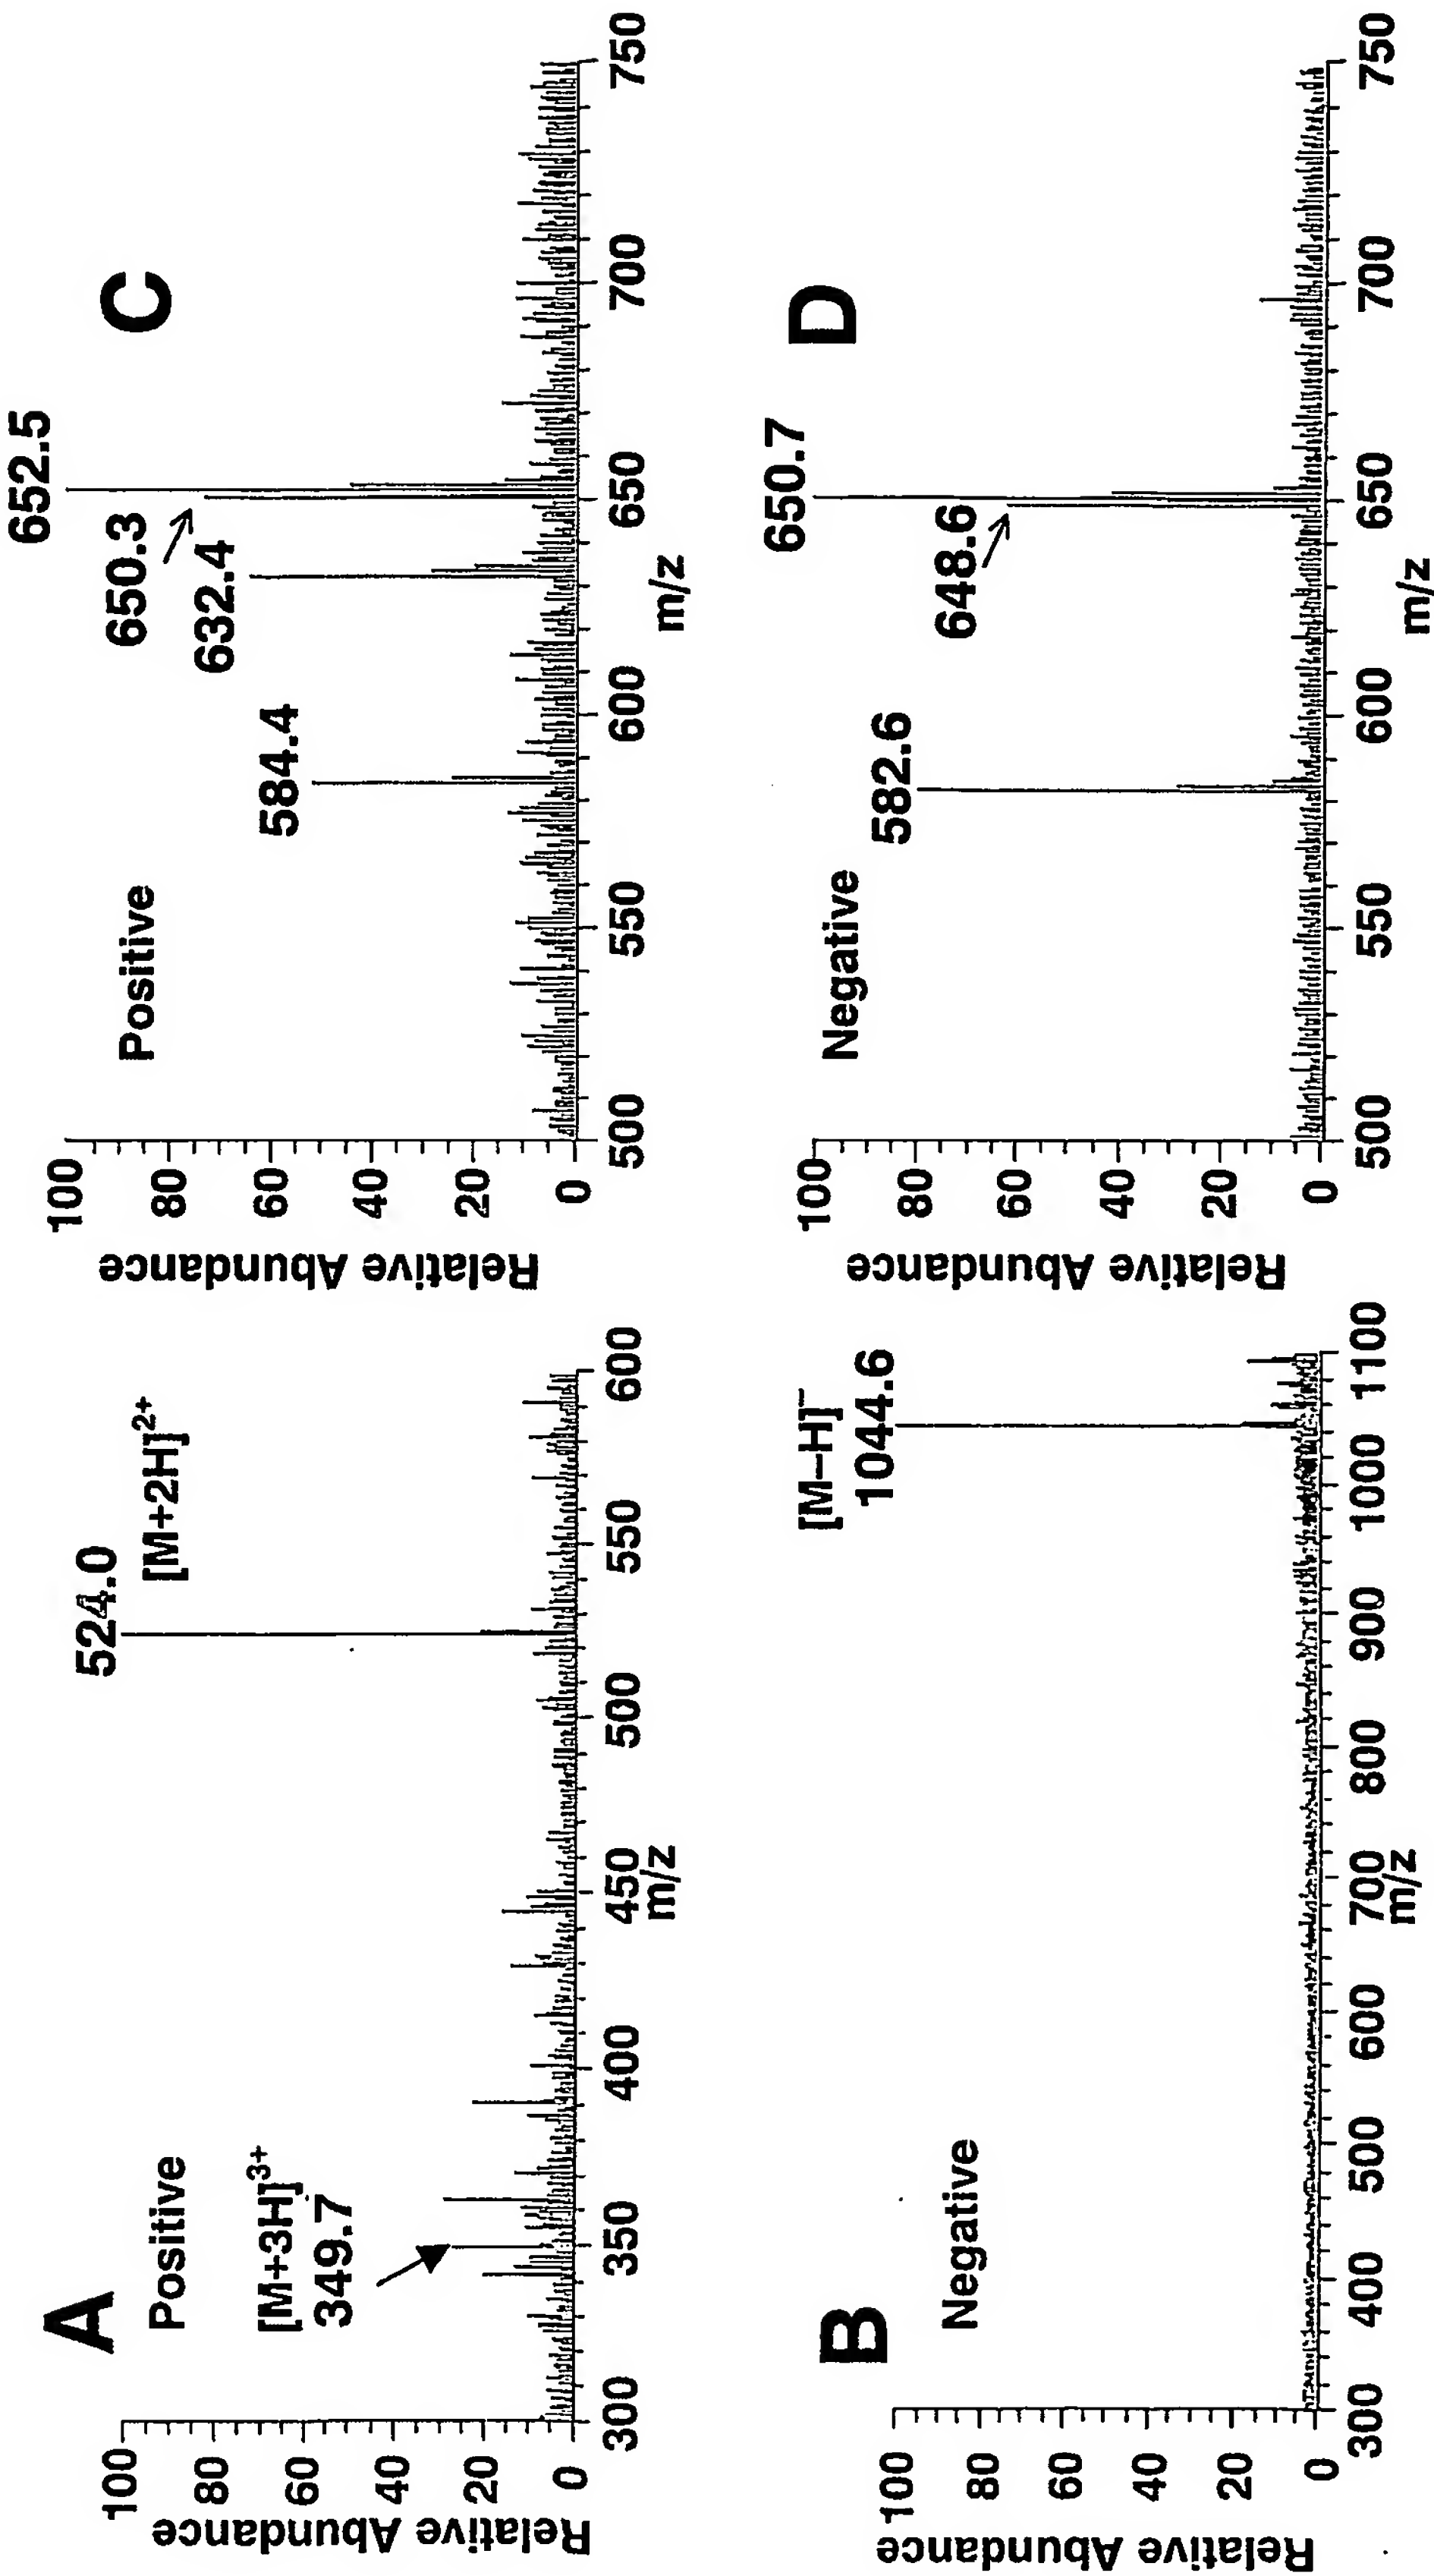 A
Positive
[M+3H]3+
349.7
524.0
[M+2H]2+
100
80
60
40
20
0
Relative Abundance
300 350 400 450 500 550 600
m/z
B
Negative
[M–H]–
1044.6
100
80
60
40
20
0
Relative Abundance
300 400 500 600 700 800 900 1000 1100
m/z
C
Positive
584.4
632.4
650.3
652.5
100
80
60
40
20
0
Relative Abundance
500 550 600 650 700 750
m/z
D
Negative
582.6
648.6
650.7
100
80
60
40
20
0
Relative Abundance
500 550 600 650 700 750
m/z